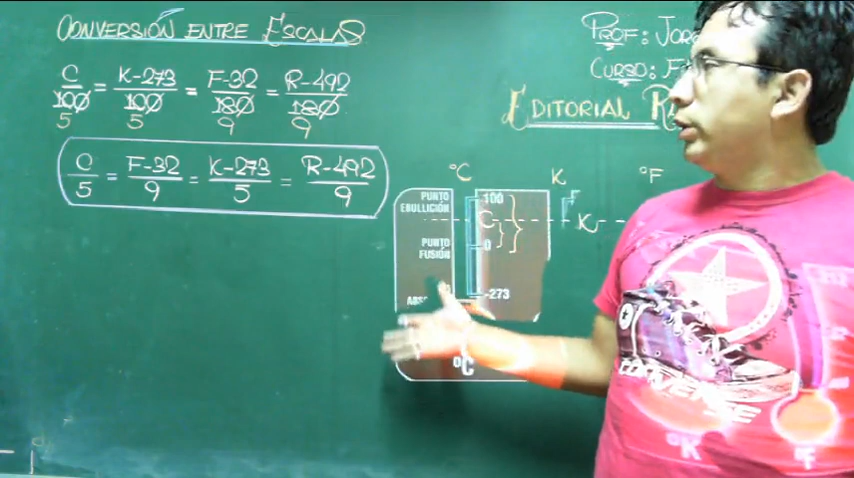 CONVERSIÓN ENTRE ESCALAS
C/100 = K-273/100 = F-32/180 = R-492/180
5 5 9 9
C/5 = F-32/9 = K-273/5 = R-492/9
PROF: JOR
CURSO: F
EDITORIAL R
°C K °F
PUNTO EBULLICIÓN
100
C
K
PUNTO FUSIÓN
0
ABS
-273
°C
CONVERSE
°K
°F